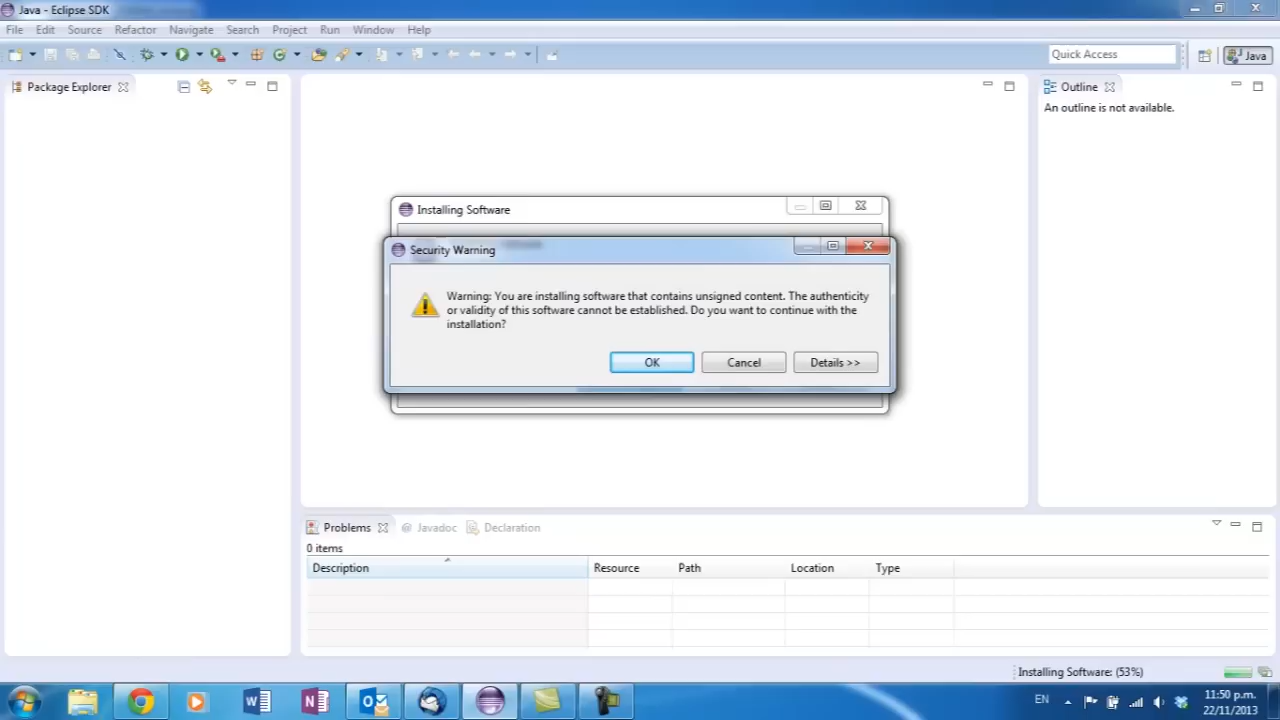 Java - Eclipse SDK
File Edit Source Refactor Navigate Search Project Run Window Help
Quick Access
Java
Package Explorer
Outline
An outline is not available.
Installing Software
Security Warning
Warning: You are installing software that contains unsigned content. The authenticity
or validity of this software cannot be established. Do you want to continue with the
installation?
OK Cancel Details >>
Problems Javadoc Declaration
0 items
Description Resource Path Location Type
Installing Software: (53%)
EN
11:50 p.m.
22/11/2013